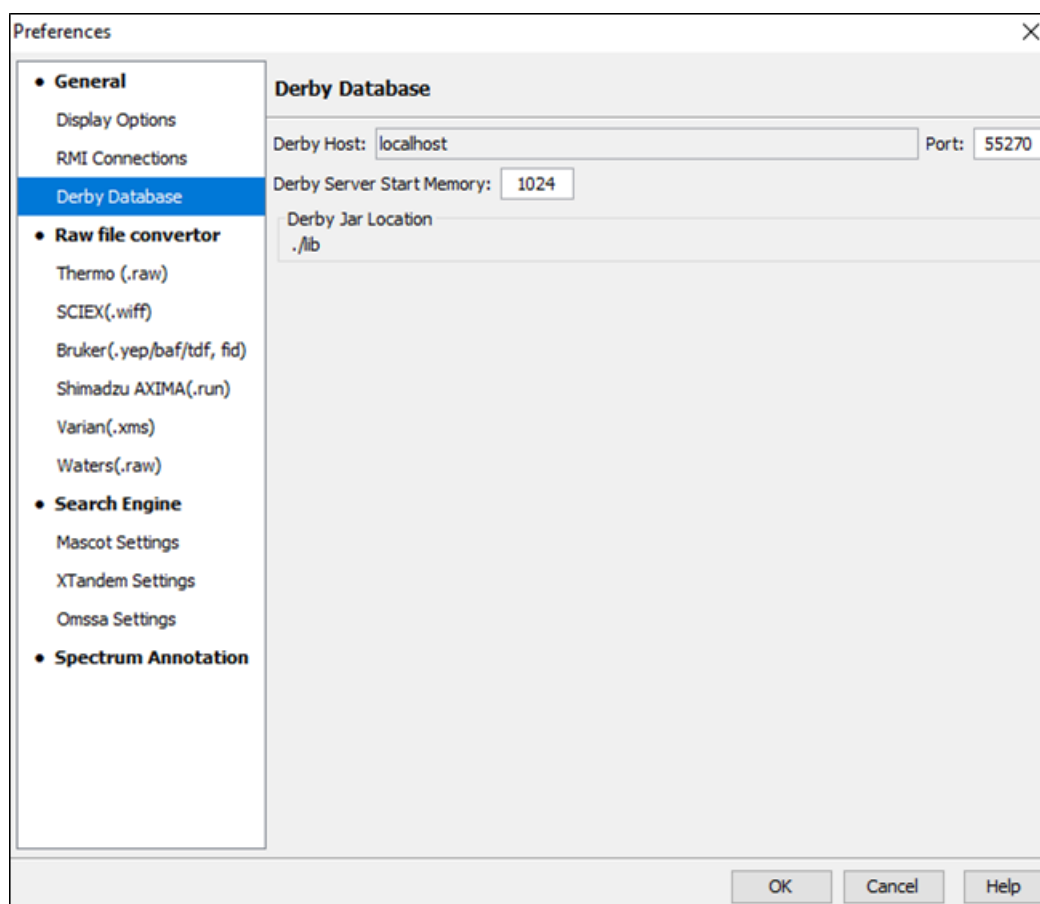 Preferences
• General
Display Options
RMI Connections
Derby Database
• Raw file convertor
Thermo (.raw)
SCIEX(.wiff)
Bruker(.yep/baf/tdf, fid)
Shimadzu AXIMA(.run)
Varian(.xms)
Waters(.raw)
• Search Engine
Mascot Settings
XTandem Settings
Omssa Settings
• Spectrum Annotation
Derby Database
Derby Host: localhost Port: 55270
Derby Server Start Memory: 1024
Derby Jar Location
./lib
OK Cancel Help